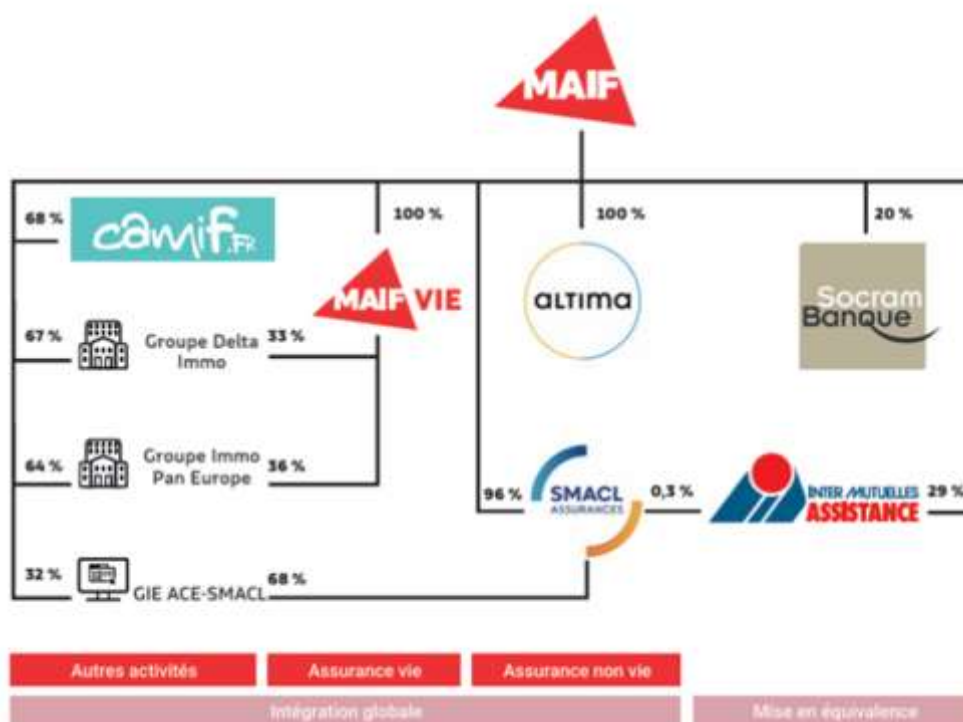 MAIF
68 %
camif.FR
100 %
100 %
20 %
MAIF VIE
aLTIMa
Socram
Banque
67 %
Groupe Delta
Immo
33 %
64 %
Groupe Immo
Pan Europe
36 %
96 %
SMACL
ASSURANCES
0,3 %
INTER MUTUELLES
ASSISTANCE
29 %
32 %
GIE ACE-SMACL
68 %
Autres activités
Assurance vie
Assurance non vie
Intégration globale
Mise en équivalence